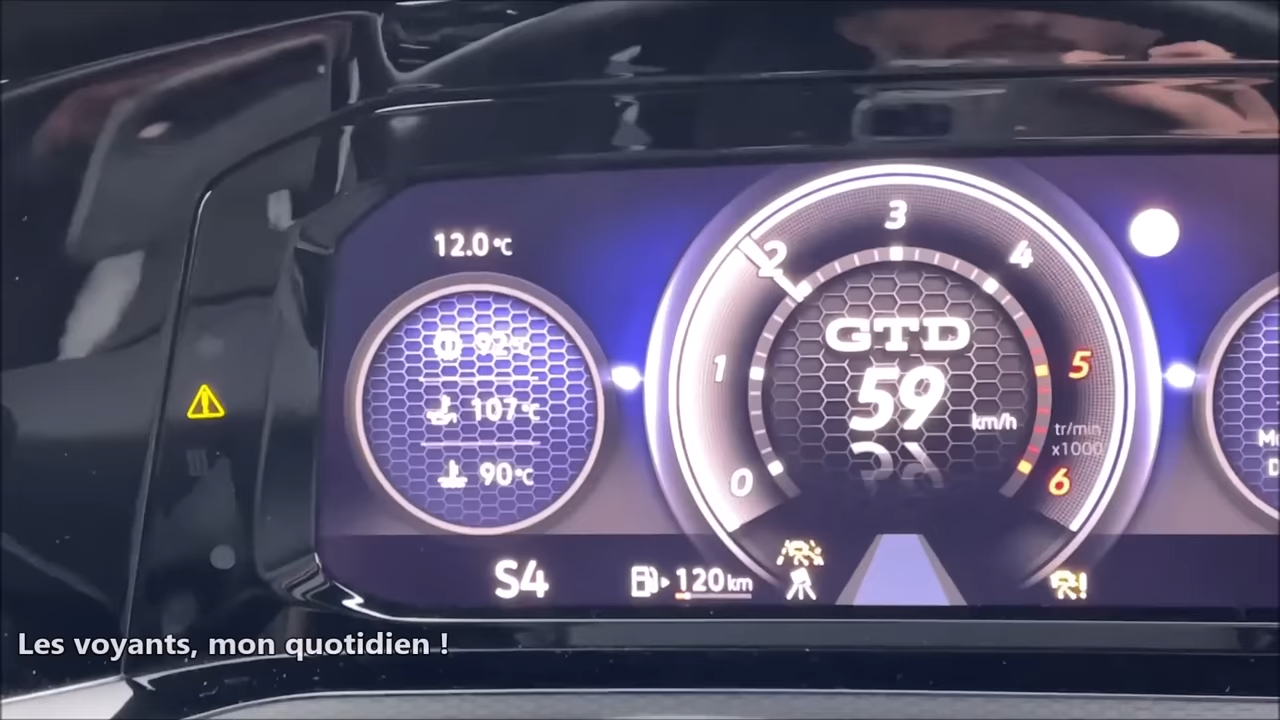 12.0 °C
92°C
107°C
90°C
S4
120 km
0
1
2
3
4
5
6
GTD
59
km/h
tr/min
x1000
Les voyants, mon quotidien !